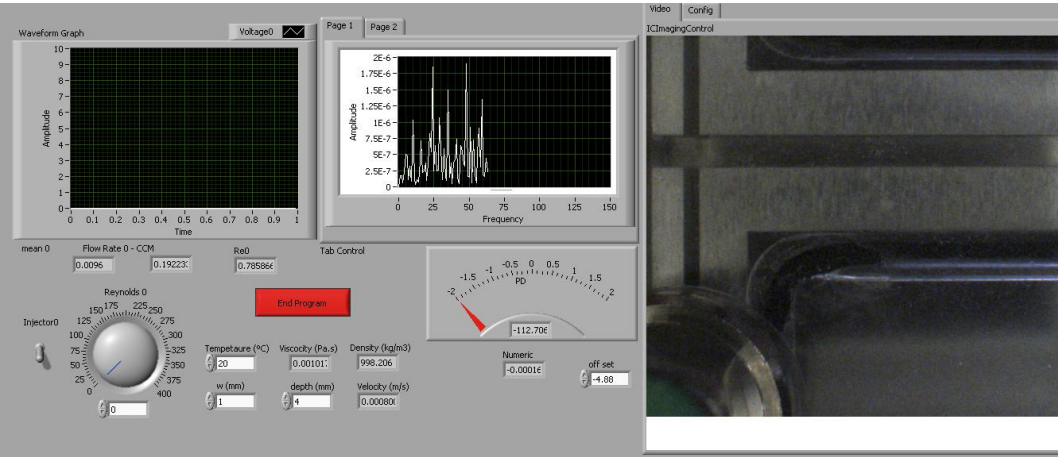 Waveform Graph
Voltage0
Amplitude
10
9
8
7
6
5
4
3
2
1
0
0 0.1 0.2 0.3 0.4 0.5 0.6 0.7 0.8 0.9 1
Time
Page 1 Page 2
Amplitude
2E-6
1.75E-6
1.5E-6
1.25E-6
1E-6
7.5E-7
5E-7
2.5E-7
0
0 25 50 75 100 125 150
Frequency
Tab Control
mean 0 Flow Rate 0 - CCM Re0
0.0096 0.19223 0.78586
End Program
Injector0
Reynolds 0
0 25 50 75 100 125 150 175 225 250 275 300 325 350 375 400
0
Tempetaure (ºC) Viscocity (Pa.s) Density (kg/m3)
20 0.00101 998.206
w (mm) depth (mm) Velocity (m/s)
1 4 0.00080
-2 -1.5 -1 -0.5 0 0.5 1 1.5 2
PD
-112.706
Numeric
-0.00016
off set
-4.88
Video Config
ICImagingControl